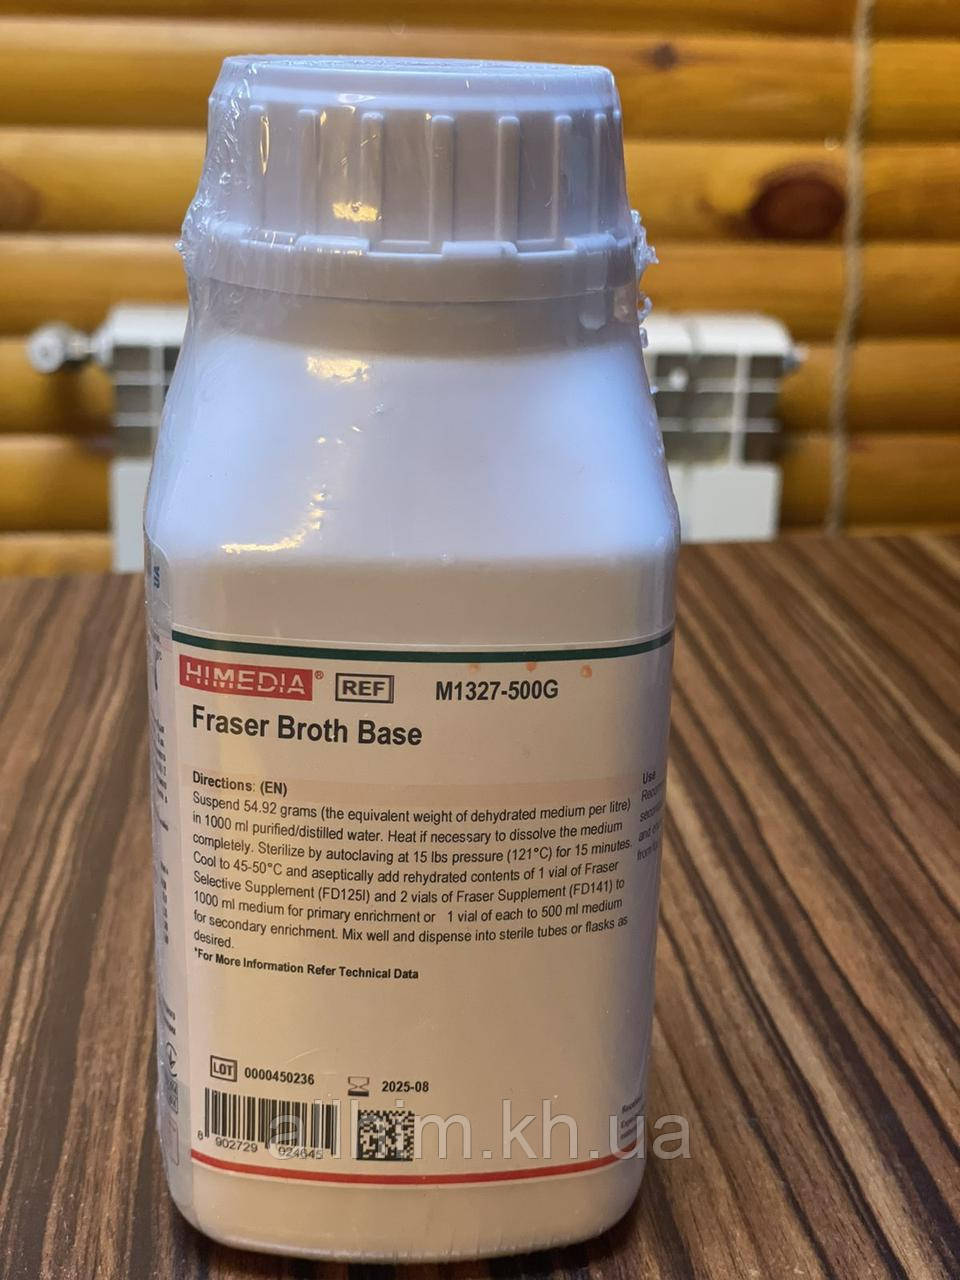 UA
HIMEDIA®
REF
M1327-500G
Fraser Broth Base
Directions: (EN)
Suspend 54.92 grams (the equivalent weight of dehydrated medium per litre)
in 1000 ml purified/distilled water. Heat if necessary to dissolve the medium
completely. Sterilize by autoclaving at 15 lbs pressure (121°C) for 15 minutes.
Cool to 45-50°C and aseptically add rehydrated contents of 1 vial of Fraser
Selective Supplement (FD125I) and 2 vials of Fraser Supplement (FD141) to
1000 ml medium for primary enrichment or 1 vial of each to 500 ml medium
for secondary enrichment. Mix well and dispense into sterile tubes or flasks as
desired.
*For More Information Refer Technical Data
Use
LOT 0000450236
2025-08
8 902729 024645
allhim.kh.ua